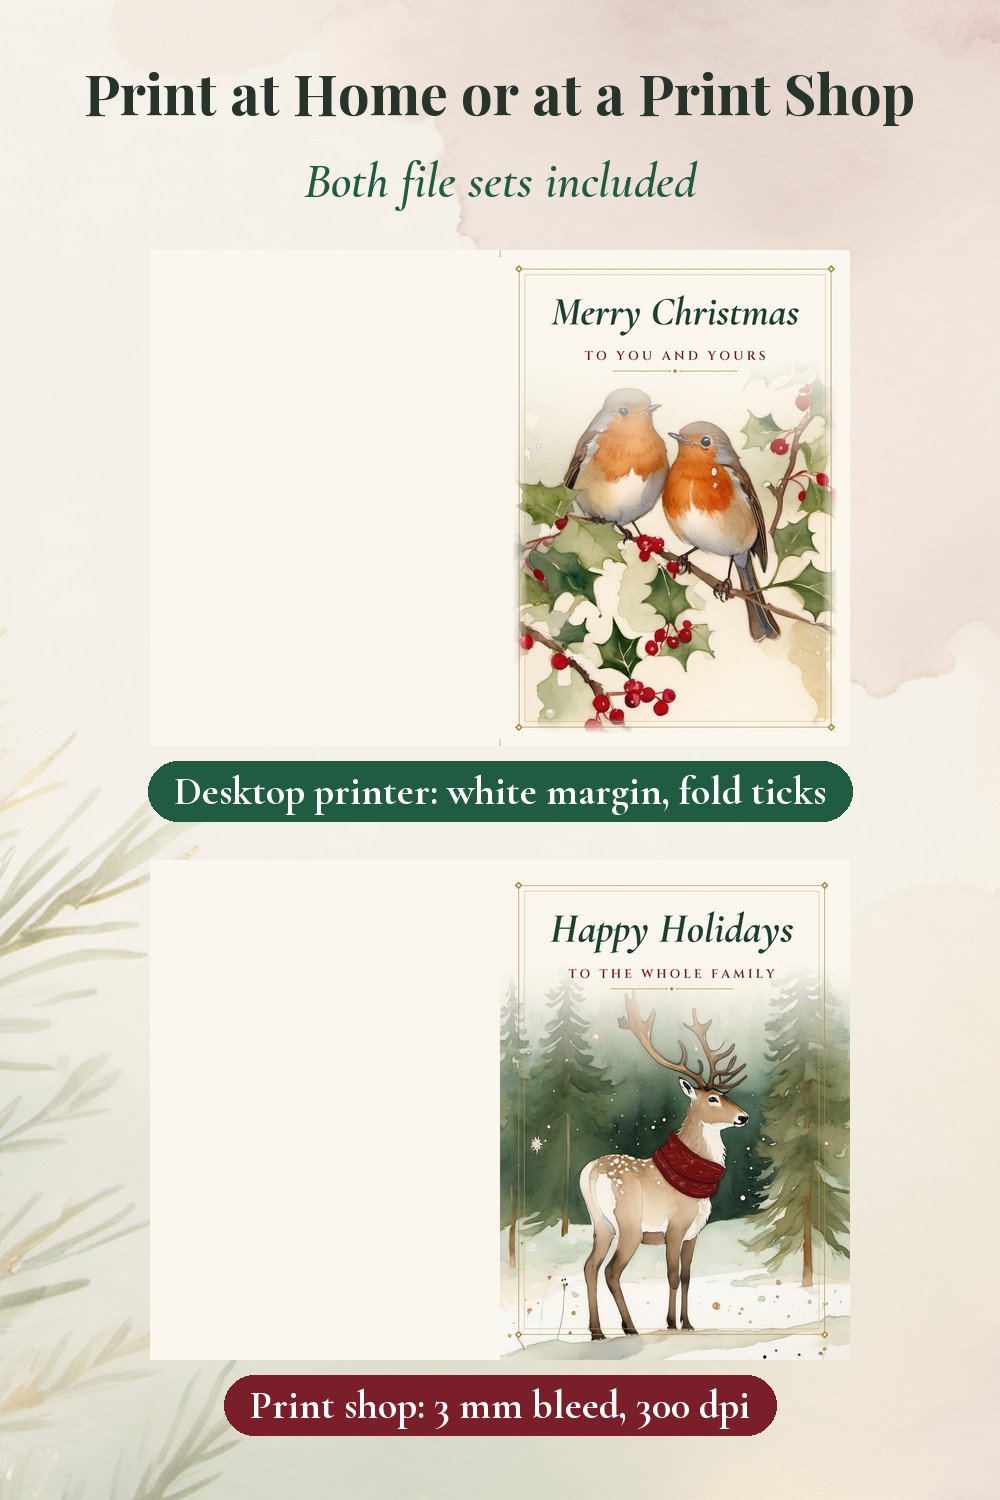 Print at Home or at a Print Shop
Both file sets included
Merry Christmas
TO YOU AND YOURS
Desktop printer: white margin, fold ticks
Happy Holidays
TO THE WHOLE FAMILY
Print shop: 3 mm bleed, 300 dpi